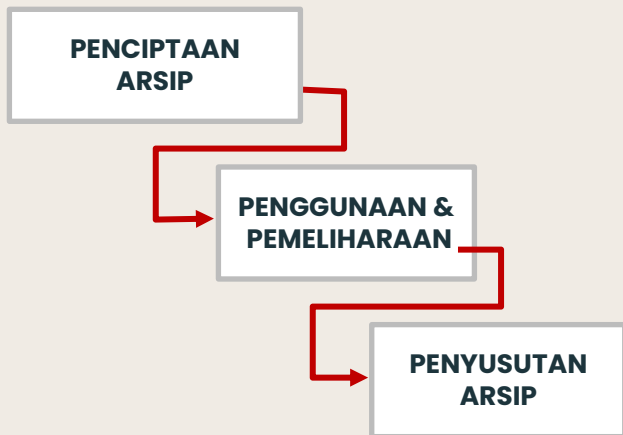 PENCIPTAAN
ARSIP
PENGGUNAAN &
PEMELIHARAAN
PENYUSUTAN
ARSIP